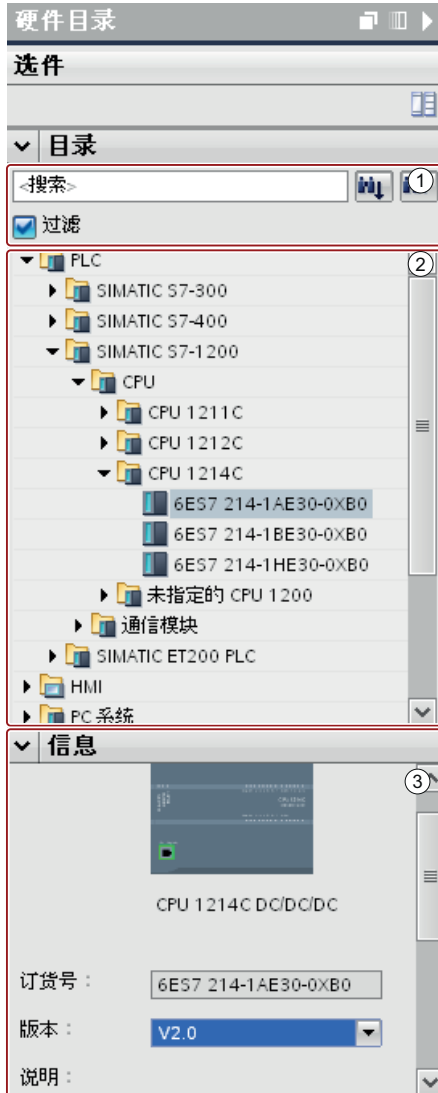 硬件目录
选件
目录
<搜索>
①
过滤
②
PLC
SIMATIC S7-300
SIMATIC S7-400
SIMATIC S7-1200
CPU
CPU 1211C
CPU 1212C
CPU 1214C
6ES7 214-1AE30-0XB0
6ES7 214-1BE30-0XB0
6ES7 214-1HE30-0XB0
未指定的 CPU 1200
通信模块
SIMATIC ET200 PLC
HMI
PC 系统
信息
③
CPU 1214C DC/DC/DC
订货号：
6ES7 214-1AE30-0XB0
版本：
V2.0
说明：